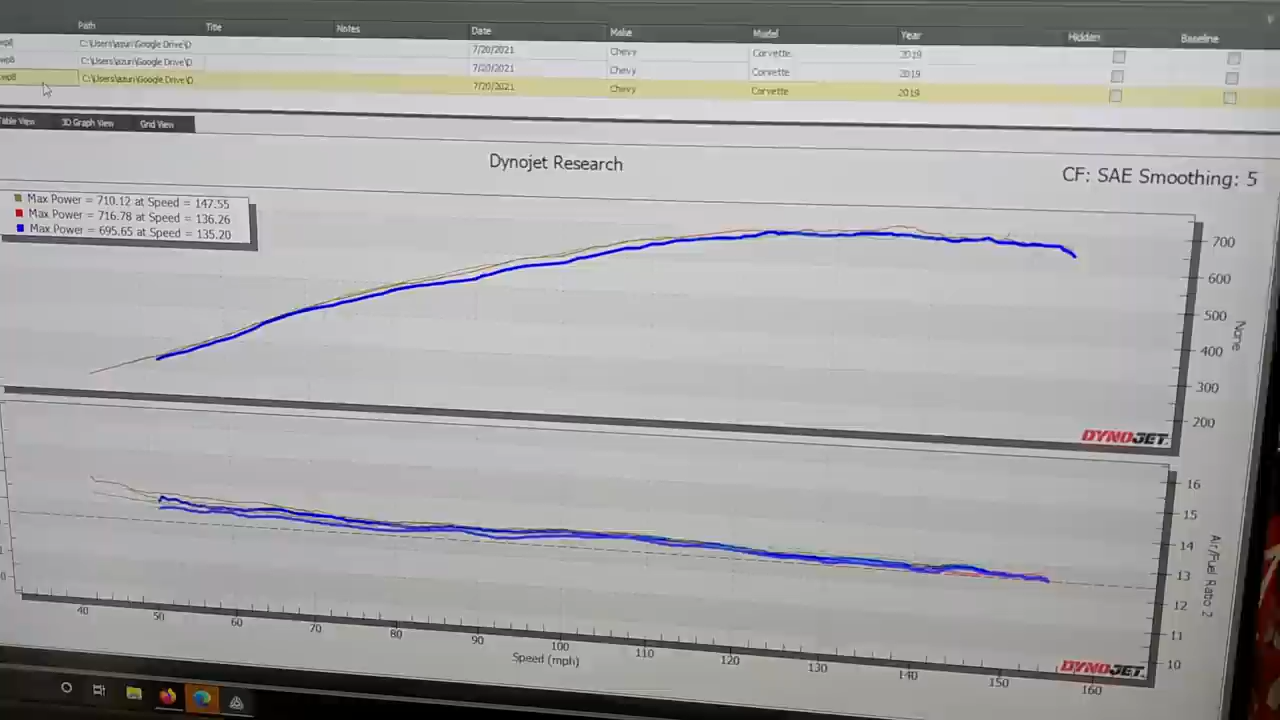 Path Title Notes Date Make Model Year Hidden Baseline
wp8 C:\Users\azuri\Google Drive\D 7/20/2021 Chevy Corvette 2019
wp8 C:\Users\azuri\Google Drive\D 7/20/2021 Chevy Corvette 2019
wp8 C:\Users\azuri\Google Drive\D 7/20/2021 Chevy Corvette 2019
Table View 3D Graph View Grid View
Dynojet Research
CF: SAE Smoothing: 5
Max Power = 710.12 at Speed = 147.55
Max Power = 716.78 at Speed = 136.26
Max Power = 695.65 at Speed = 135.20
700
600
500
400
300
200
None
DYNOJET
16
15
14
13
12
11
10
Air/Fuel Ratio 2
0
40 50 60 70 80 90 100 110 120 130 140 150 160
Speed (mph)
DYNOJET